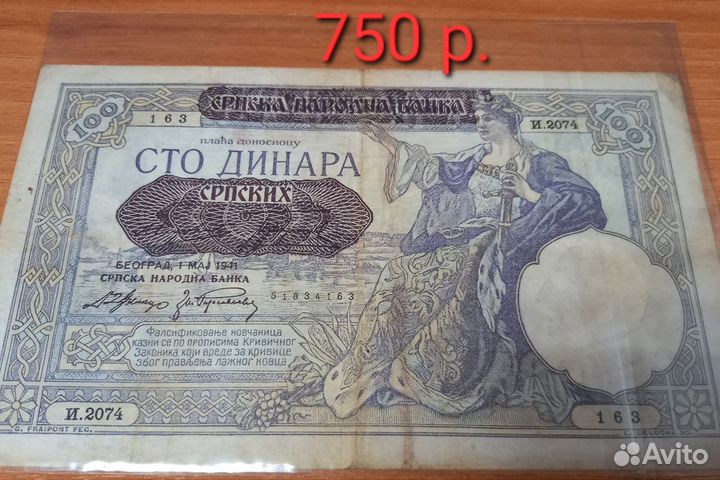 750 р.
100
163
СРПСКА НАРОДНА БАНКА
И.2074
100
плаћа доносиоцу
СТО ДИНАРА
СРПСКИХ
БЕОГРАД, 1 МАЈ 1941
СРПСКА НАРОДНА БАНКА
51834163
Фалсификовање новчаница
казни се по прописима Кривичног
Законика који вреде за кривице
због прављења лажног новца
И.2074
163
G. FRAIPONT FEC.
Avito